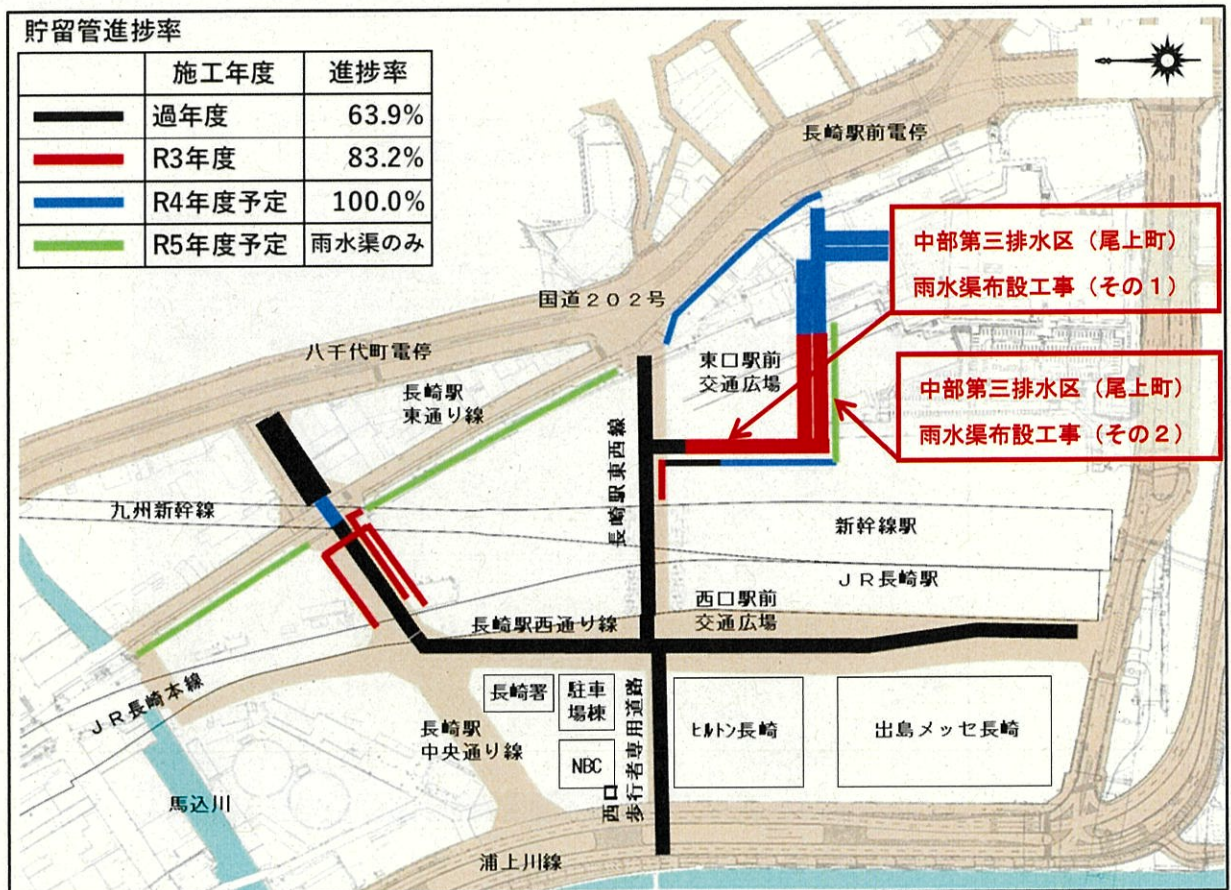 貯留管進捗率
施工年度 進捗率
過年度 63.9%
R3年度 83.2%
R4年度予定 100.0%
R5年度予定 雨水渠のみ
長崎駅前電停
中部第三排水区（尾上町）
雨水渠布設工事（その１）
国道２０２号
八千代町電停
東口駅前
交通広場
中部第三排水区（尾上町）
雨水渠布設工事（その２）
長崎駅
東通り線
長崎駅東西線
九州新幹線
新幹線駅
ＪＲ長崎駅
西口駅前
交通広場
長崎駅西通り線
ＪＲ長崎本線
長崎署
駐車
場棟
西口
歩行者専用道路
ﾋﾙﾄﾝ長崎
出島メッセ長崎
長崎駅
中央通り線
NBC
馬込川
浦上川線